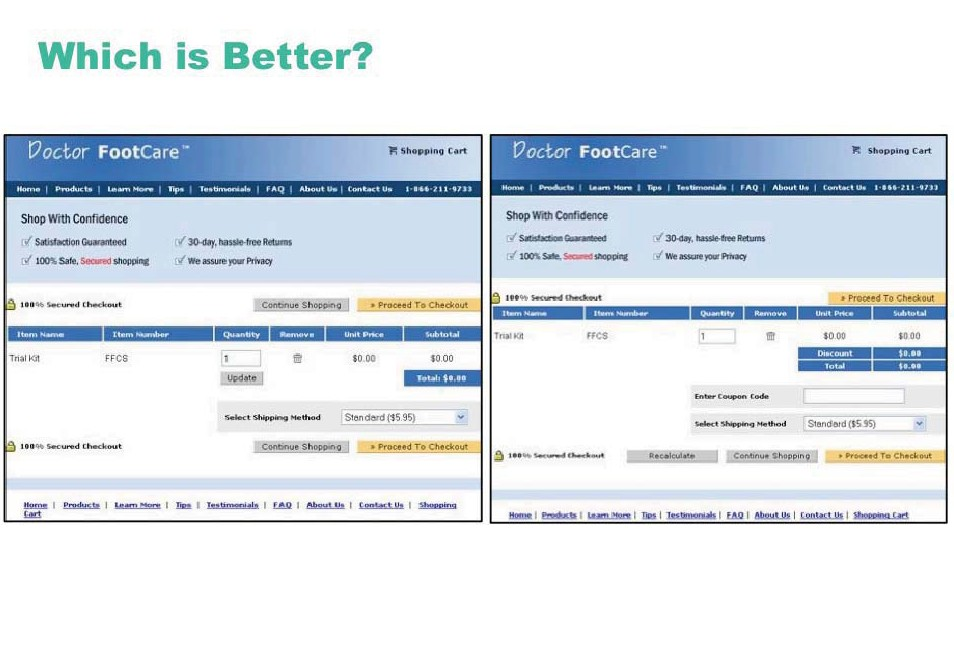 Which is Better?
Doctor FootCare™
Shopping Cart
Home | Products | Learn More | Tips | Testimonials | FAQ | About Us | Contact Us 1-866-211-9733
Shop With Confidence
Satisfaction Guaranteed 30-day, hassle-free Returns
100% Safe, Secured shopping We assure your Privacy
100% Secured Checkout Continue Shopping » Proceed To Checkout
Item Name Item Number Quantity Remove Unit Price Subtotal
Trial Kit FFCS 1 $0.00 $0.00
Update Total: $0.00
Select Shipping Method Standard ($5.95)
100% Secured Checkout Continue Shopping » Proceed To Checkout
Home | Products | Learn More | Tips | Testimonials | FAQ | About Us | Contact Us | Shopping
Cart
Doctor FootCare™
Shopping Cart
Home | Products | Learn More | Tips | Testimonials | FAQ | About Us | Contact Us 1-866-211-9733
Shop With Confidence
Satisfaction Guaranteed 30-day, hassle-free Returns
100% Safe, Secured shopping We assure your Privacy
100% Secured Checkout » Proceed To Checkout
Item Name Item Number Quantity Remove Unit Price Subtotal
Trial Kit FFCS 1 $0.00 $0.00
Discount $0.00
Total $0.00
Enter Coupon Code
Select Shipping Method Standard ($5.95)
100% Secured Checkout Recalculate Continue Shopping » Proceed To Checkout
Home | Products | Learn More | Tips | Testimonials | FAQ | About Us | Contact Us | Shopping Cart